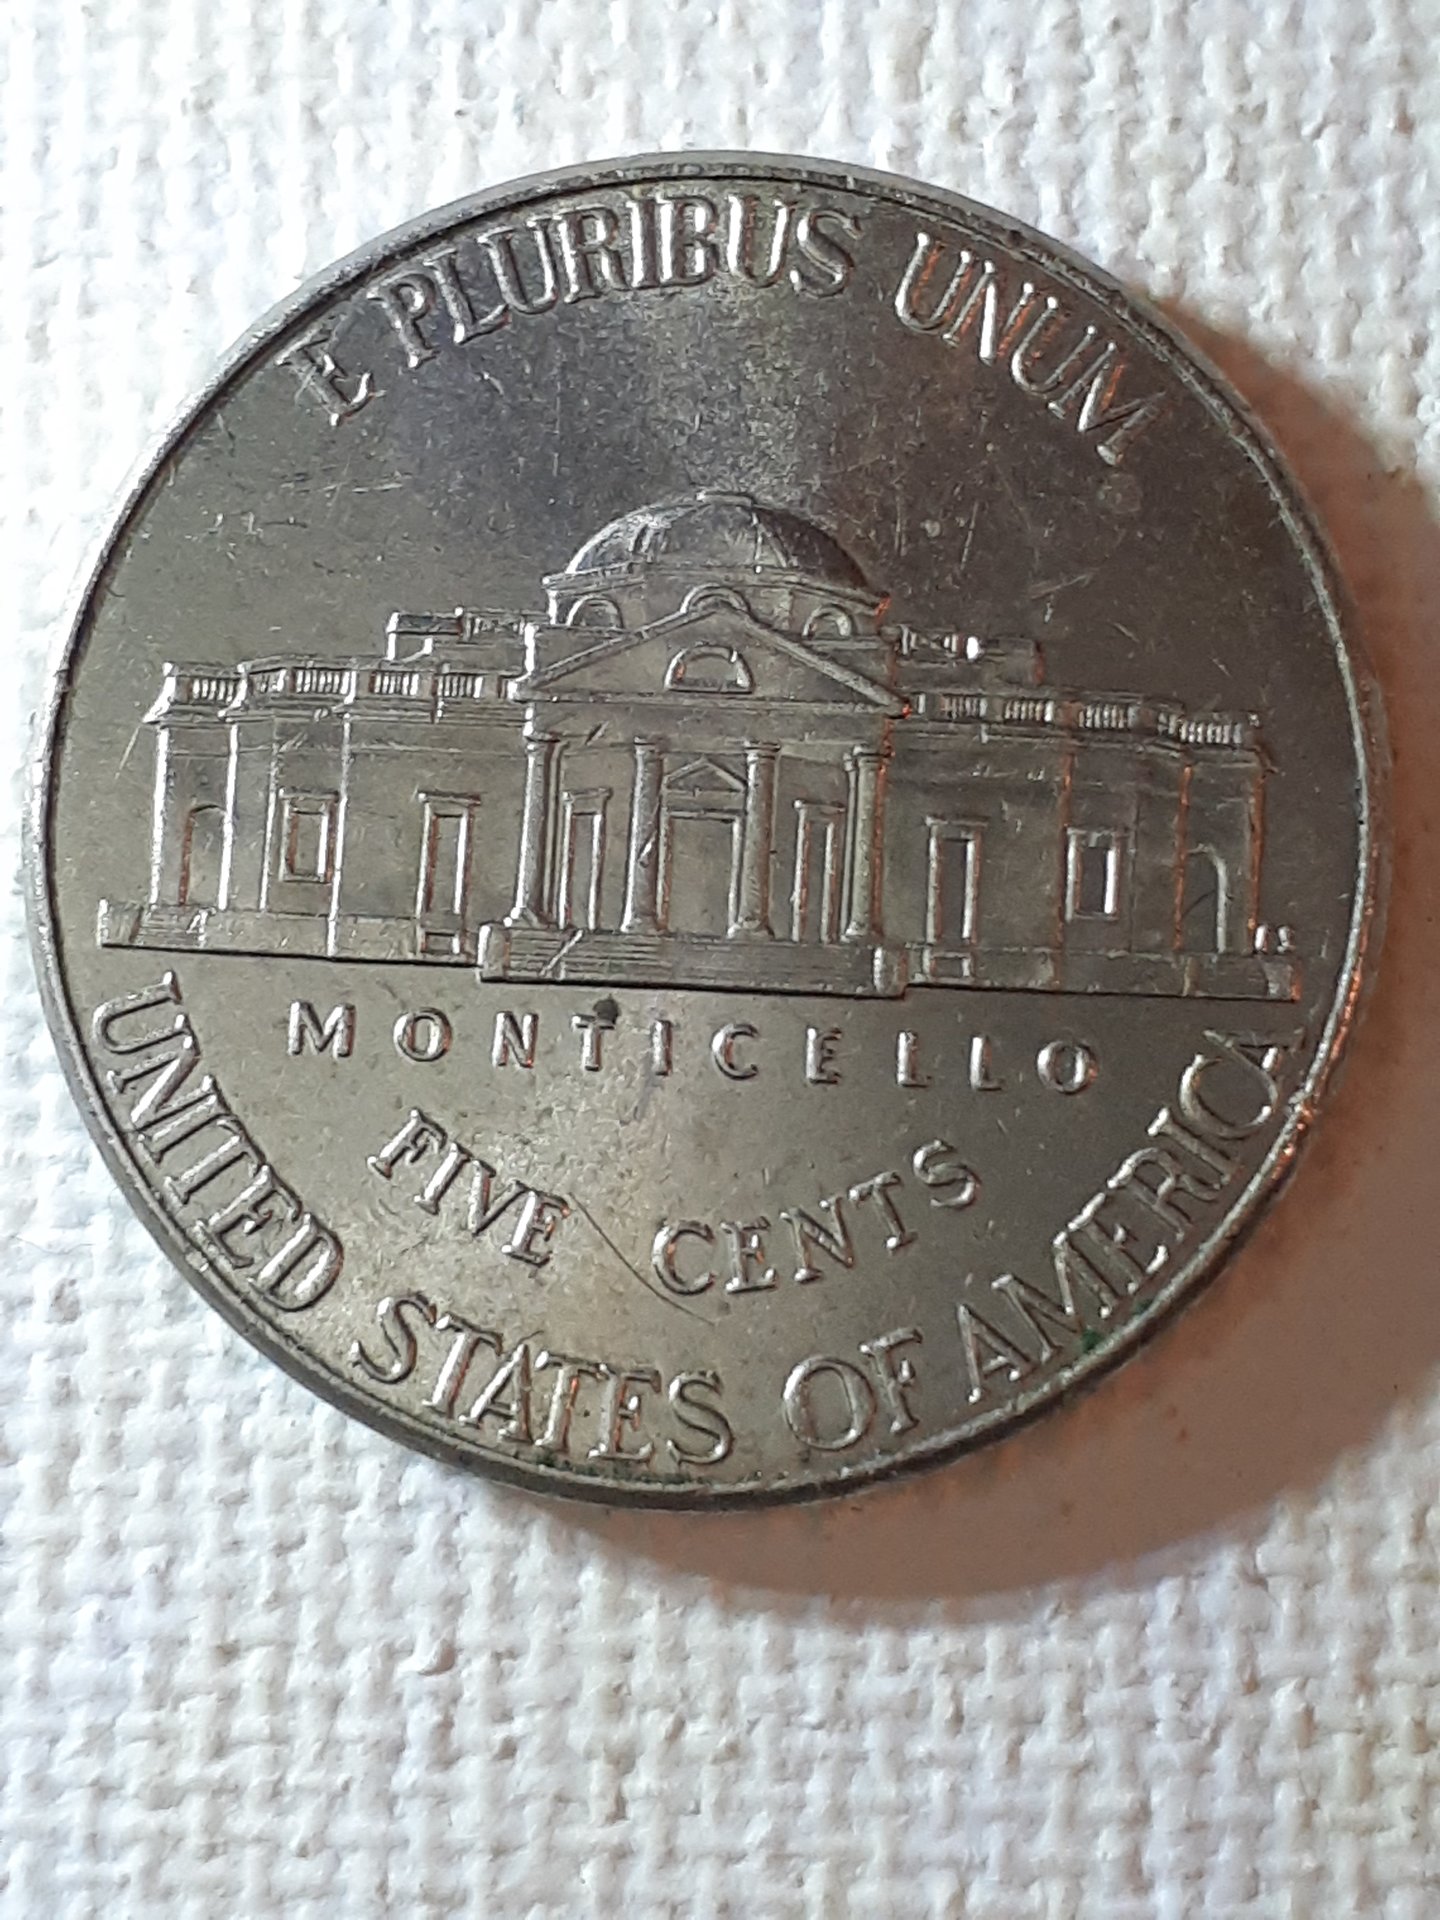 E PLURIBUS UNUM
MONTICELLO
FIVE CENTS
UNITED STATES OF AMERICA